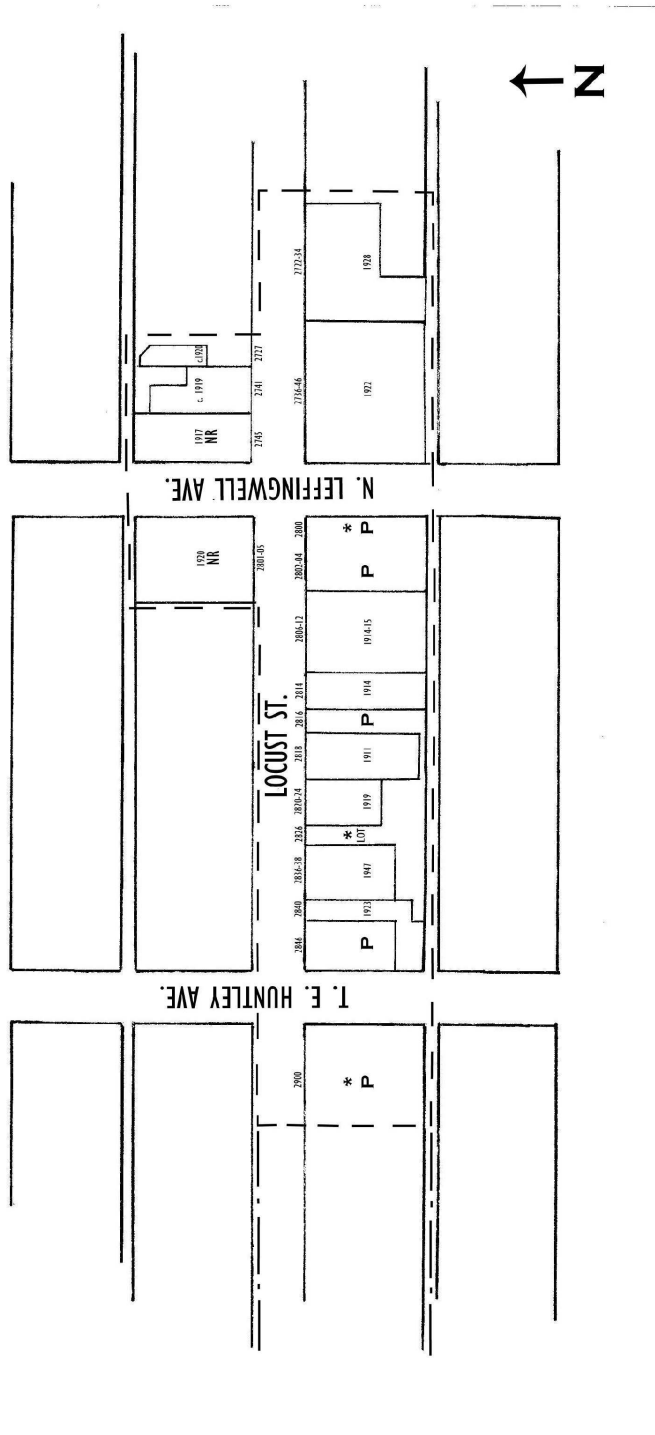 N
2722-34
1928
c.1920
2727
c. 1919
2741
1917
NR
2745
2736-46
1922
N. LEFFINGWELL AVE.
1920
NR
2801-05
2800
*
P
2802-04
P
2806-12
1914-15
2814
1914
2816
P
LOCUST ST.
2818
1911
2820-24
1919
2826
*
LOT
2836-38
1947
2840
1923
2846
P
T. E. HUNTLEY AVE.
2900
*
P